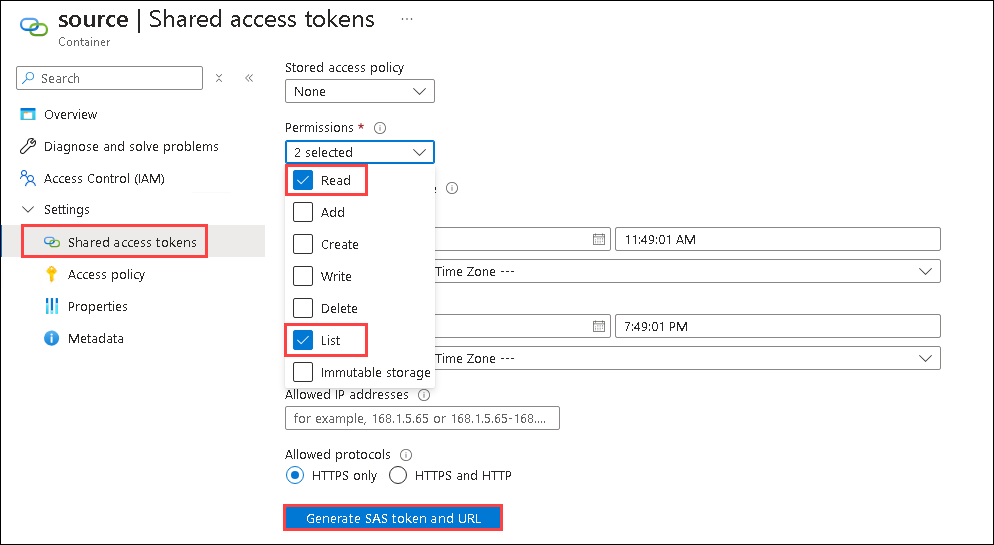 source | Shared access tokens ...
Container
Search
Overview
Diagnose and solve problems
Access Control (IAM)
Settings
Shared access tokens
Access policy
Properties
Metadata
Stored access policy
None
Permissions *
2 selected
Read
Add
Create
Write
Delete
List
Immutable storage
11:49:01 AM
Time Zone ---
7:49:01 PM
Time Zone ---
Allowed IP addresses
for example, 168.1.5.65 or 168.1.5.65-168....
Allowed protocols
HTTPS only
HTTPS and HTTP
Generate SAS token and URL